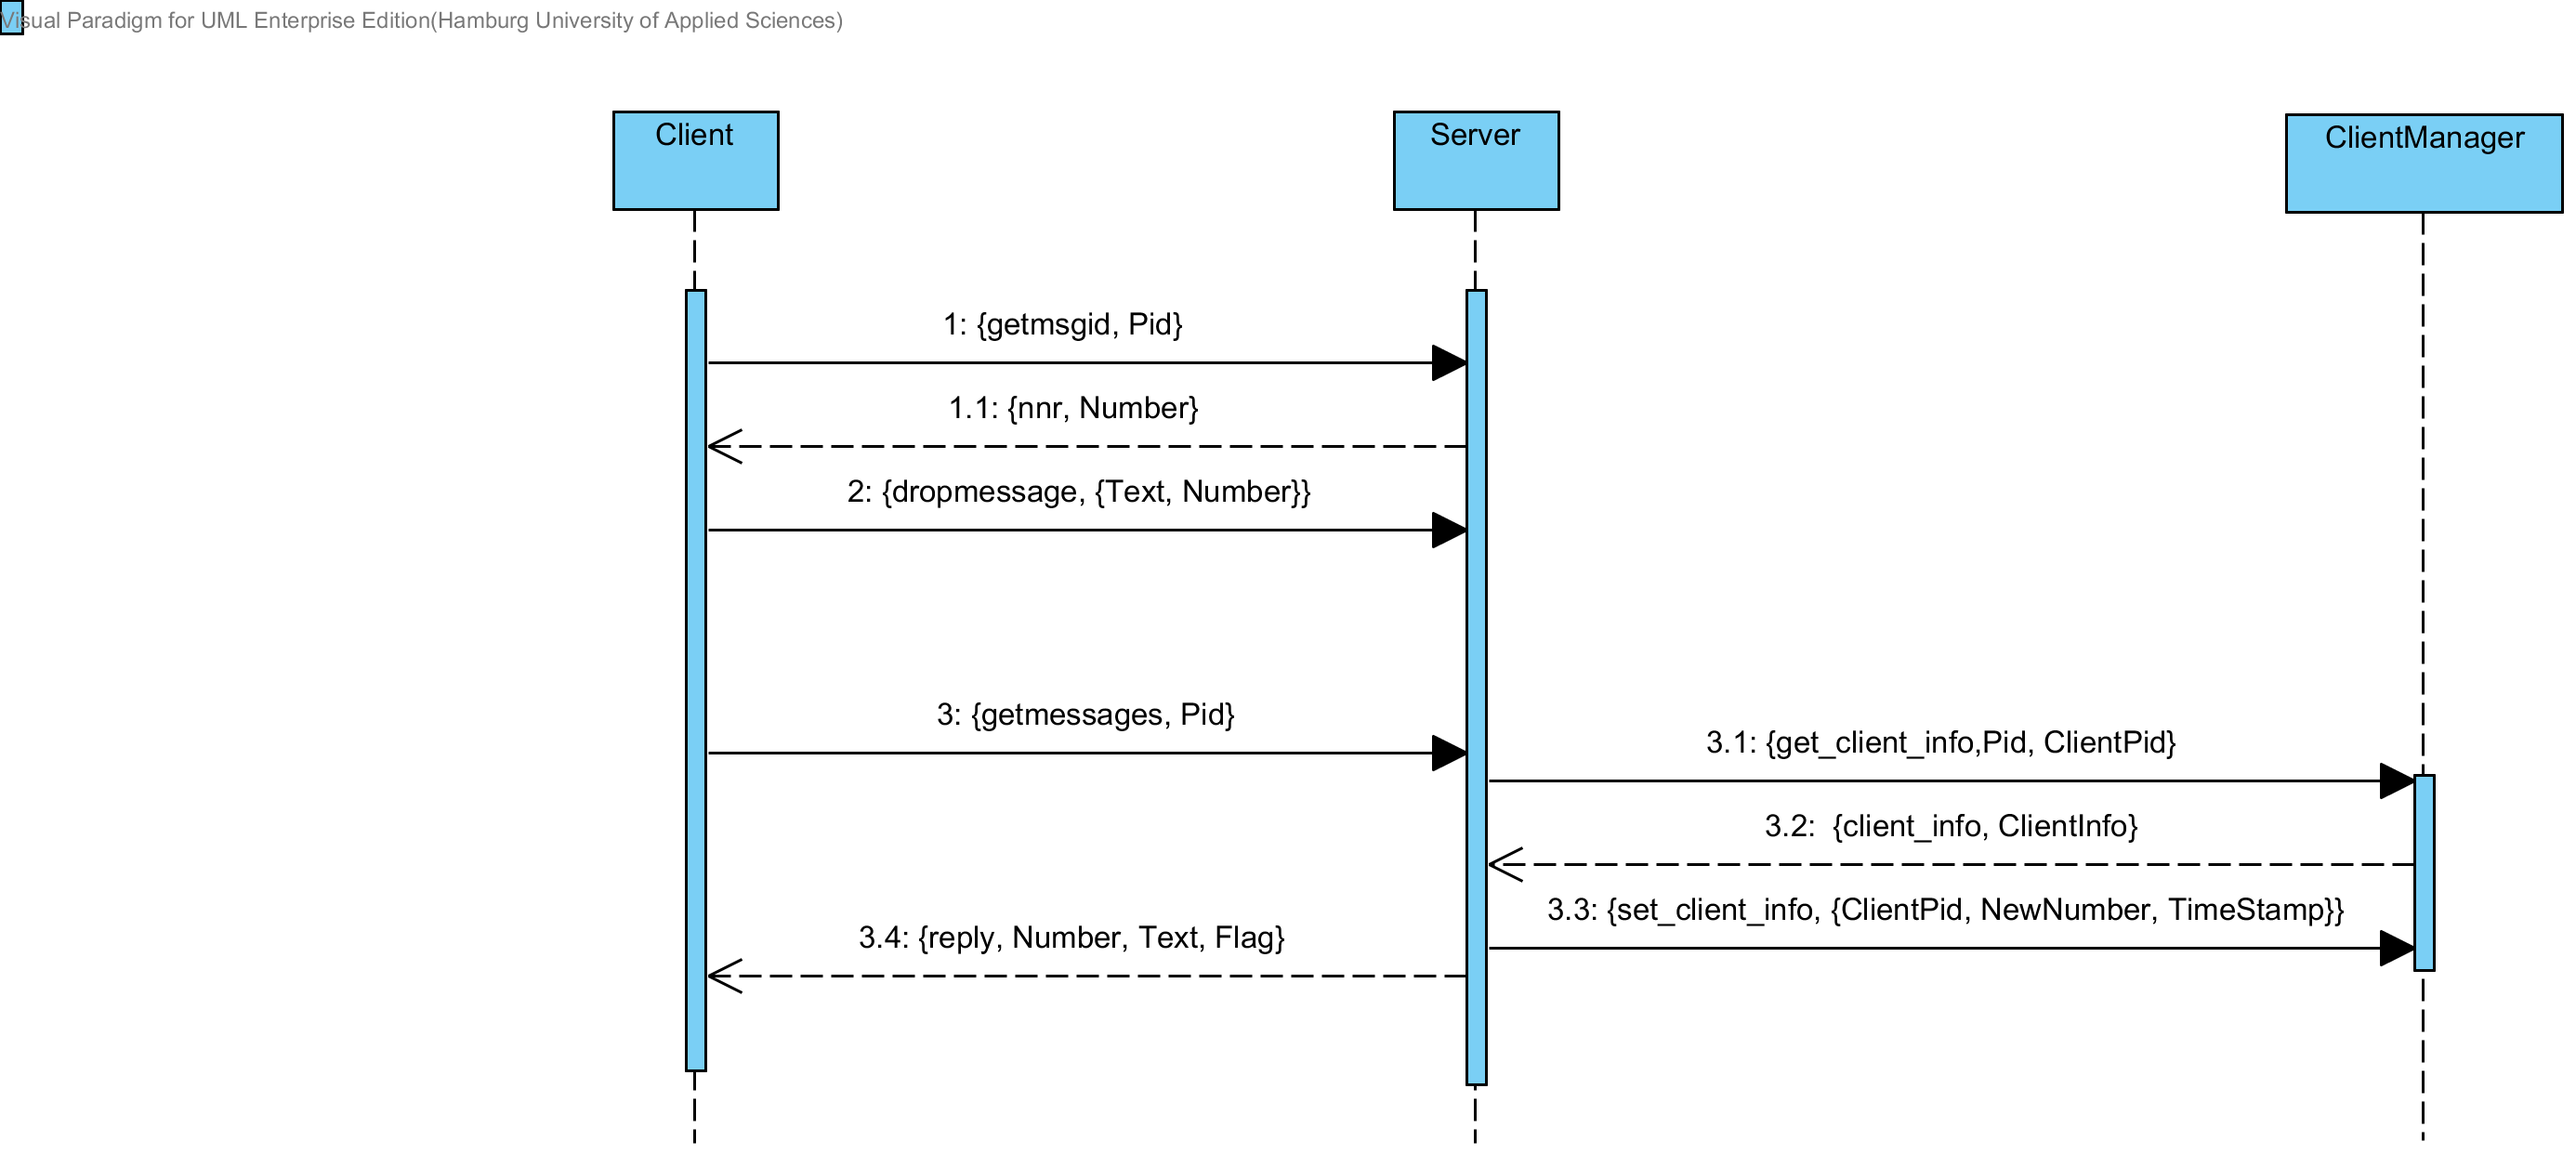 Visual Paradigm for UML Enterprise Edition(Hamburg University of Applied Sciences)
Client
Server
ClientManager
1: {getmsgid, Pid}
1.1: {nnr, Number}
2: {dropmessage, {Text, Number}}
3: {getmessages, Pid}
3.1: {get_client_info,Pid, ClientPid}
3.2:  {client_info, ClientInfo}
3.3: {set_client_info, {ClientPid, NewNumber, TimeStamp}}
3.4: {reply, Number, Text, Flag}